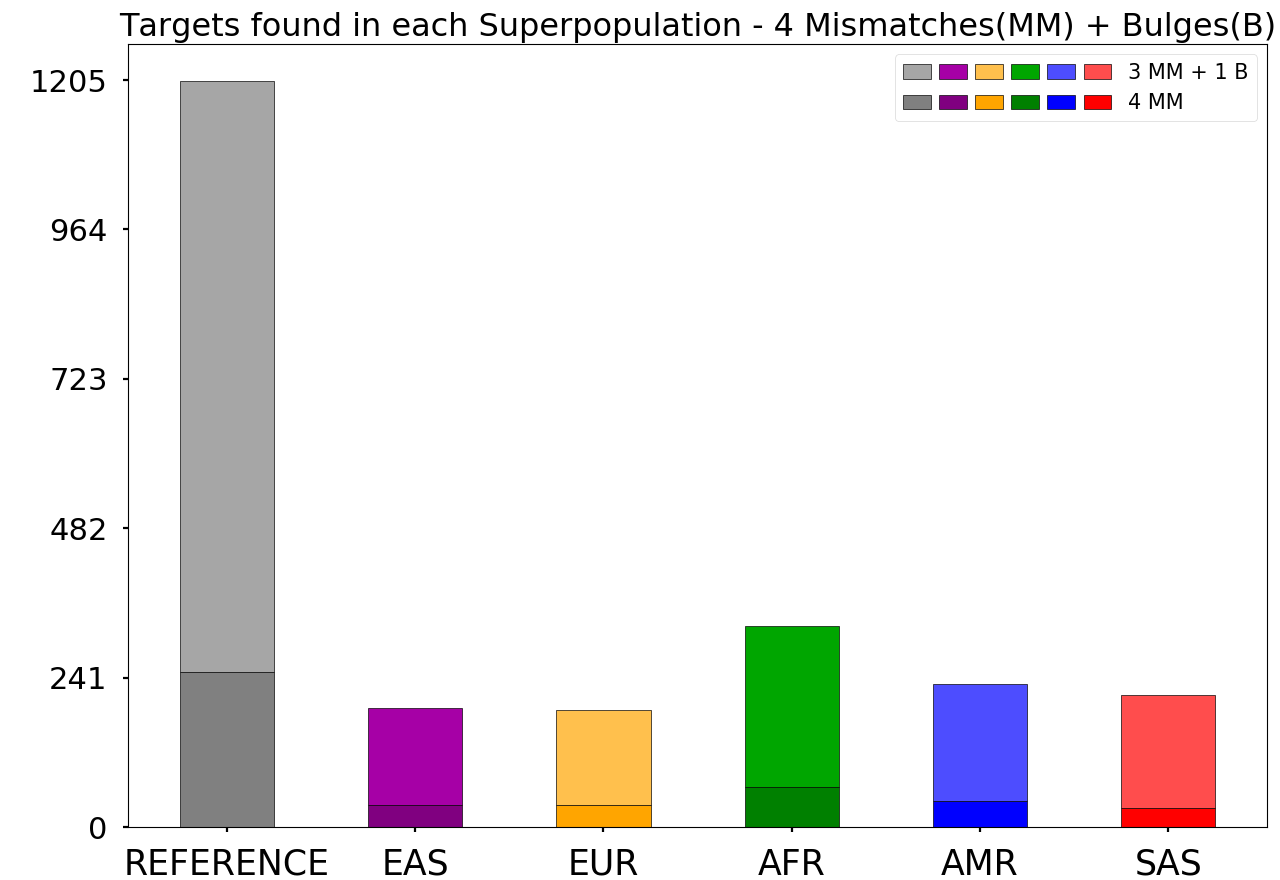 Targets found in each Superpopulation - 4 Mismatches(MM) + Bulges(B)
3 MM + 1 B
4 MM
1205
964
723
482
241
0
REFERENCE EAS EUR AFR AMR SAS